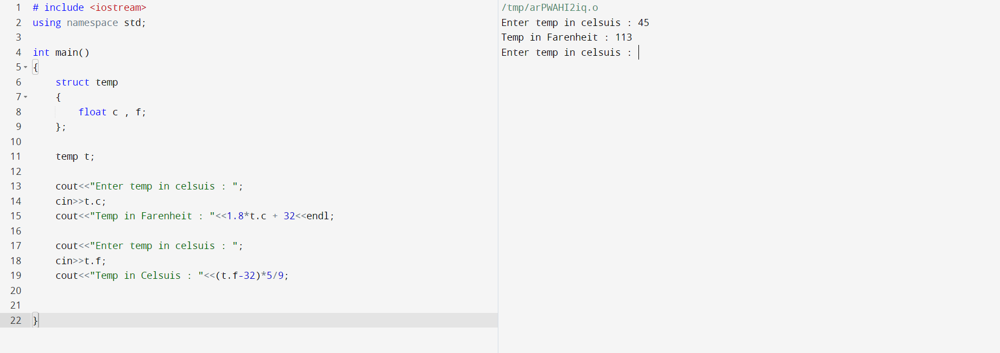 1 # include <iostream>
2 using namespace std;
3
4 int main()
5 {
6 struct temp
7 {
8 float c , f;
9 };
10
11 temp t;
12
13 cout<<"Enter temp in celsuis : ";
14 cin>>t.c;
15 cout<<"Temp in Farenheit : "<<1.8*t.c + 32<<endl;
16
17 cout<<"Enter temp in celsuis : ";
18 cin>>t.f;
19 cout<<"Temp in Celsuis : "<<(t.f-32)*5/9;
20
21
22 }
/tmp/arPWAHI2iq.o
Enter temp in celsuis : 45
Temp in Farenheit : 113
Enter temp in celsuis :